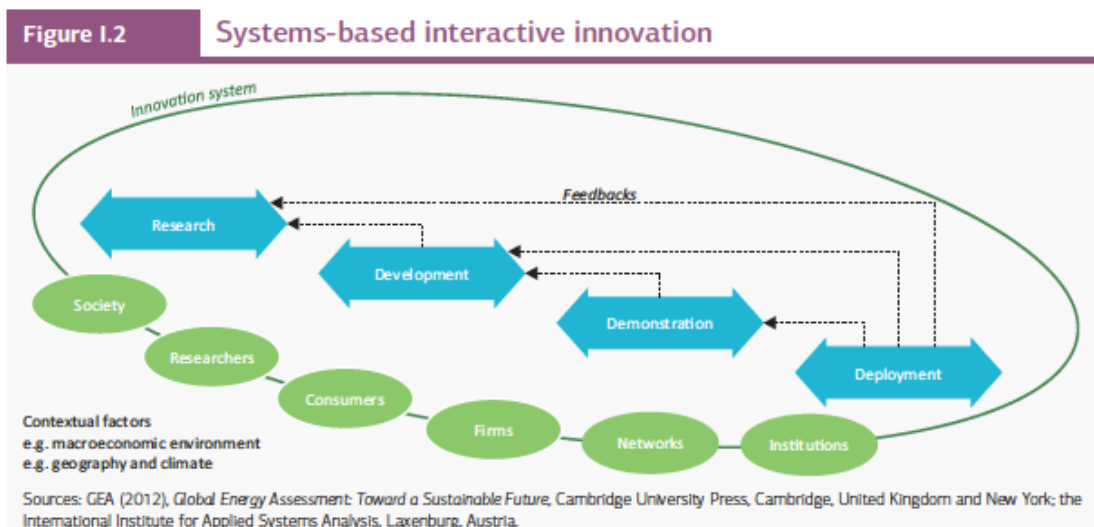 Figure I.2
Systems-based interactive innovation
Innovation system
Feedbacks
Research
Development
Demonstration
Deployment
Society
Researchers
Consumers
Firms
Networks
Institutions
Contextual factors
e.g. macroeconomic environment
e.g. geography and climate
Sources: GEA (2012), Global Energy Assessment: Toward a Sustainable Future, Cambridge University Press, Cambridge, United Kingdom and New York; the
International Institute for Applied Systems Analysis, Laxenburg, Austria.